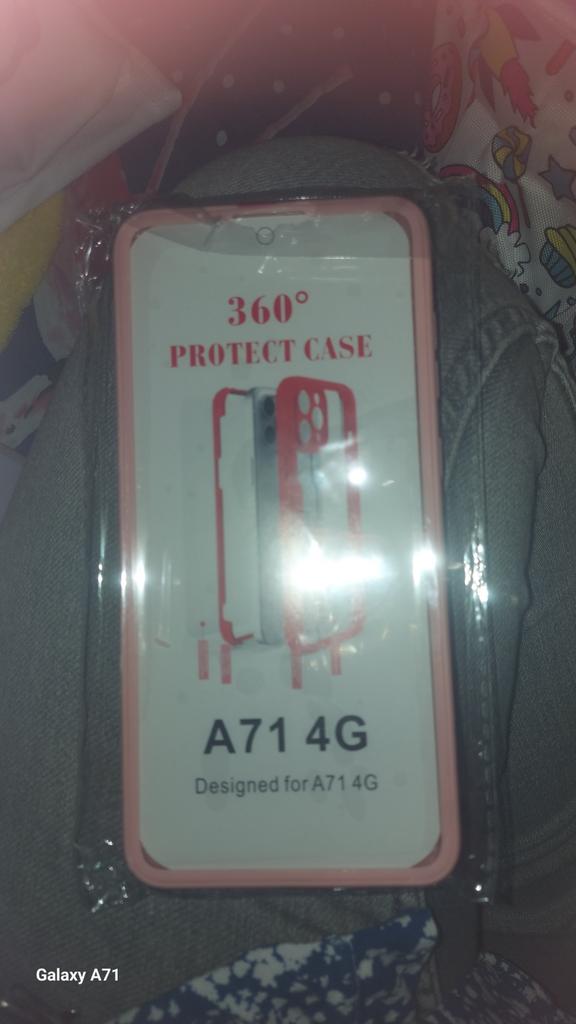 360°
PROTECT CASE
A71 4G
Designed for A71 4G
Galaxy A71